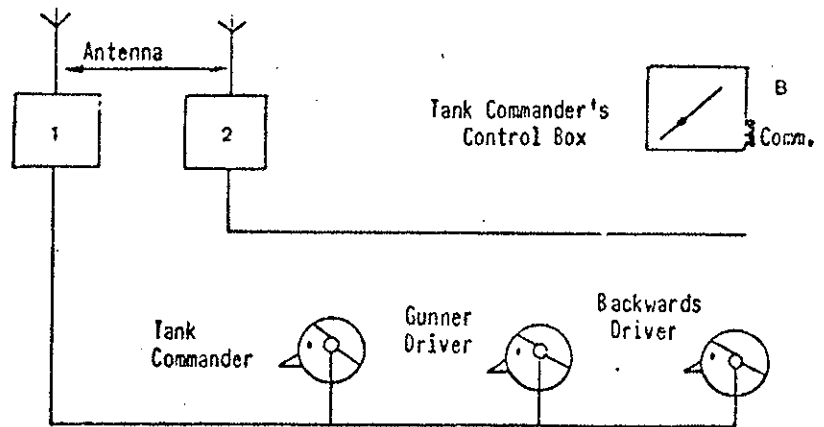 Antenna
1
2
Tank Commander's
Control Box
B
Comm.
Tank
Commander
Gunner
Driver
Backwards
Driver